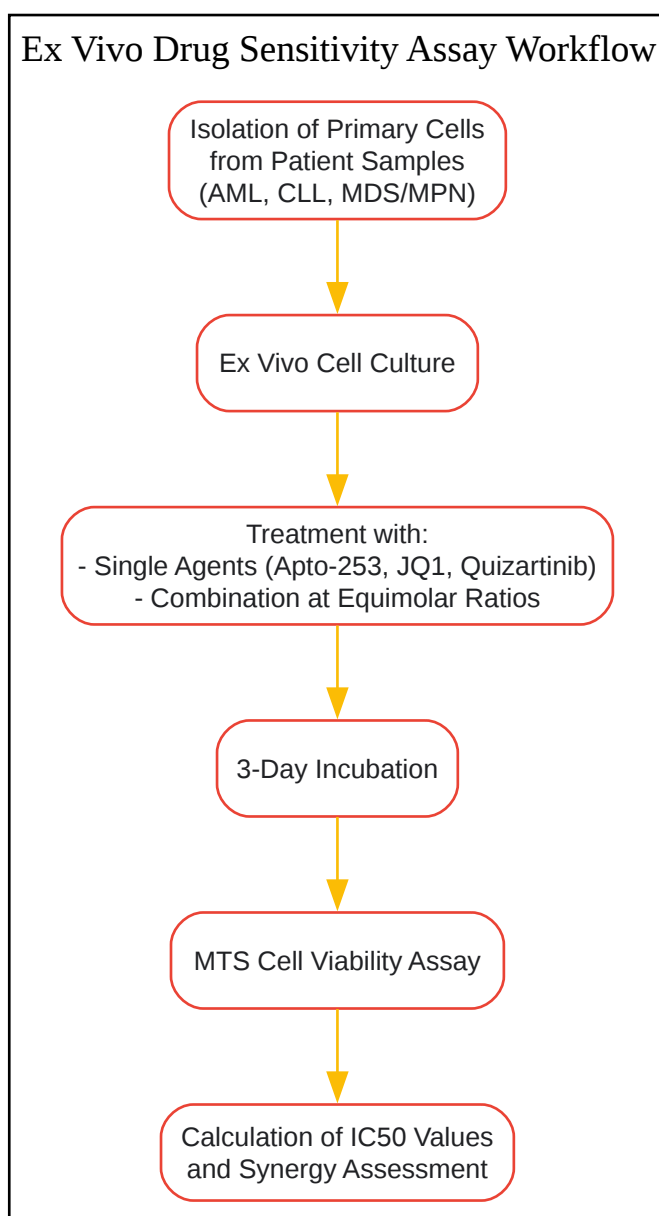 Ex Vivo Drug Sensitivity Assay Workflow
Isolation of Primary Cells
from Patient Samples
(AML, CLL, MDS/MPN)
Ex Vivo Cell Culture
Treatment with:
- Single Agents (Apto-253, JQ1, Quizartinib)
- Combination at Equimolar Ratios
3-Day Incubation
MTS Cell Viability Assay
Calculation of IC50 Values
and Synergy Assessment